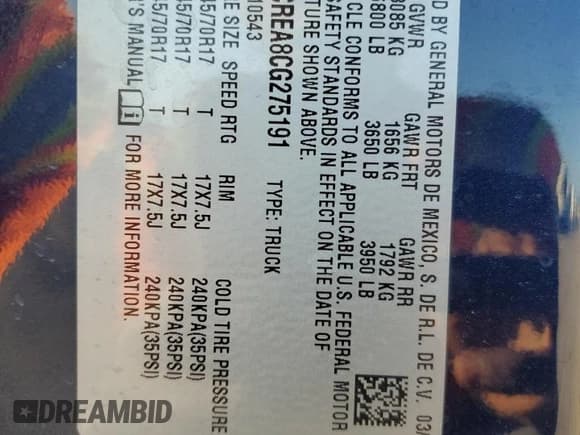 D BY GENERAL MOTORS DE MEXICO, S. DE R.L. DE C.V. 03/
GVWR GAWR FRT GAWR RR
3085 KG 1656 KG 1792 KG
6800 LB 3650 LB 3950 LB
CLE CONFORMS TO ALL APPLICABLE U.S. FEDERAL MOTOR
SAFETY STANDARDS IN EFFECT ON THE DATE OF
TURE SHOWN ABOVE.
REA8CG275191 TYPE: TRUCK
10543
E SIZE SPEED RTG RIM COLD TIRE PRESSURE
45/70R17 T 17X7.5J 240KPA(35PSI)
45/70R17 T 17X7.5J 240KPA(35PSI)
45/70R17 T 17X7.5J 240KPA(35PSI)
'S MANUAL FOR MORE INFORMATION.
DREAMBID